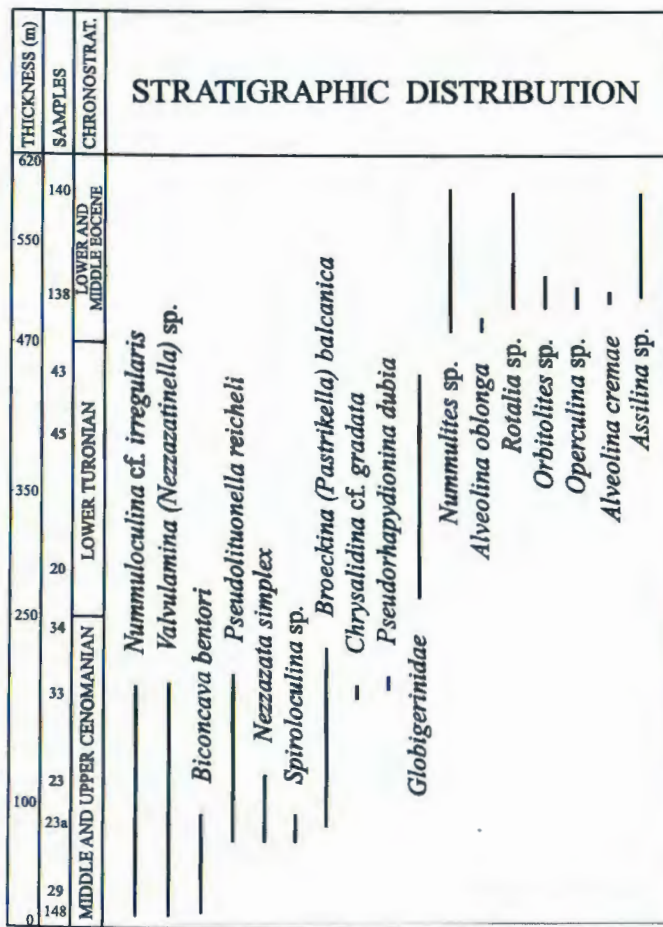 THICKNESS (m)
SAMPLES
CHRONOSTRAT.
STRATIGRAPHIC DISTRIBUTION
620
550
470
350
250
100
0
140
138
43
45
20
34
33
23
23a
29
148
LOWER AND
MIDDLE EOCENE
LOWER TURONIAN
MIDDLE AND UPPER CENOMANIAN
Nummuloculina cf. irregularis
Valvulamina (Nezzazatinella) sp.
Biconcava bentori
Pseudolituonella reicheli
Nezzazata simplex
Spiroloculina sp.
Broeckina (Pastrikella) balcanica
Chrysalidina cf. gradata
Pseudorhapydionina dubia
Globigerinidae
Nummulites sp.
Alveolina oblonga
Rotalia sp.
Orbitolites sp.
Operculina sp.
Alveolina cremae
Assilina sp.